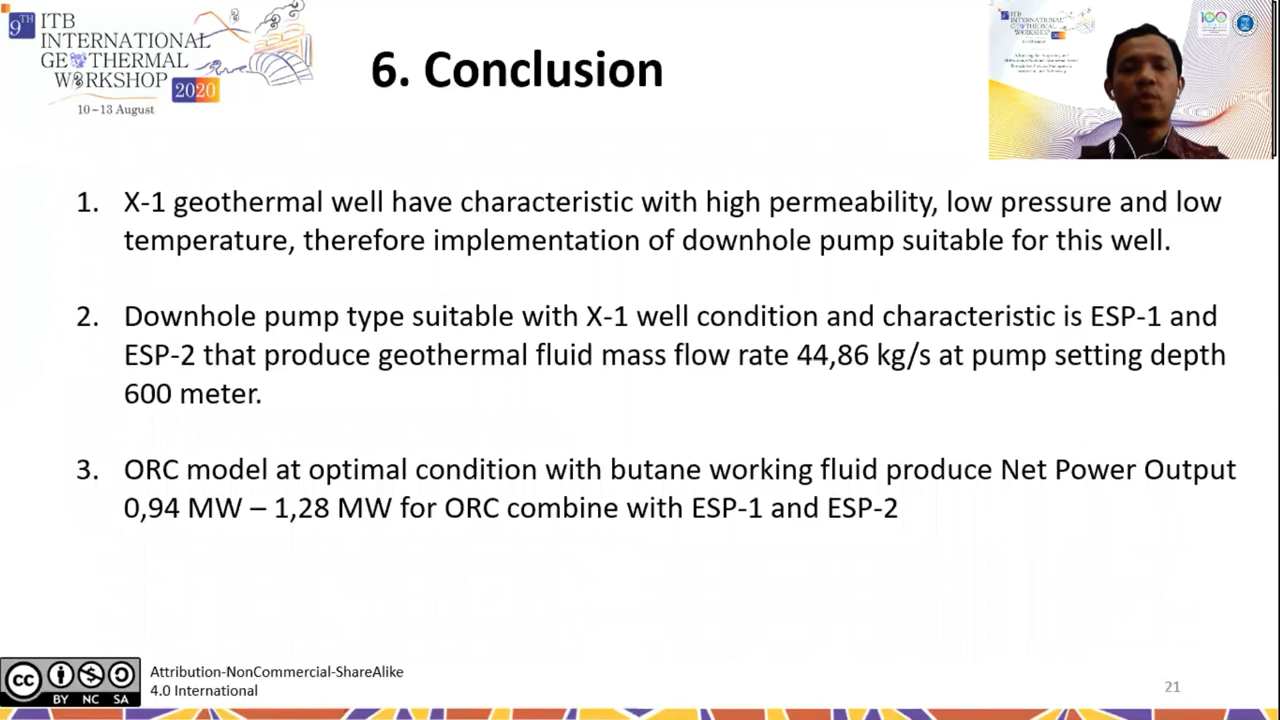 9TH ITB
INTERNATIONAL
GEOTHERMAL
WORKSHOP
2020
10 – 13 August
6. Conclusion
100
1. X-1 geothermal well have characteristic with high permeability, low pressure and low
temperature, therefore implementation of downhole pump suitable for this well.
2. Downhole pump type suitable with X-1 well condition and characteristic is ESP-1 and
ESP-2 that produce geothermal fluid mass flow rate 44,86 kg/s at pump setting depth
600 meter.
3. ORC model at optimal condition with butane working fluid produce Net Power Output
0,94 MW – 1,28 MW for ORC combine with ESP-1 and ESP-2
cc
BY NC SA
Attribution-NonCommercial-ShareAlike
4.0 International
21